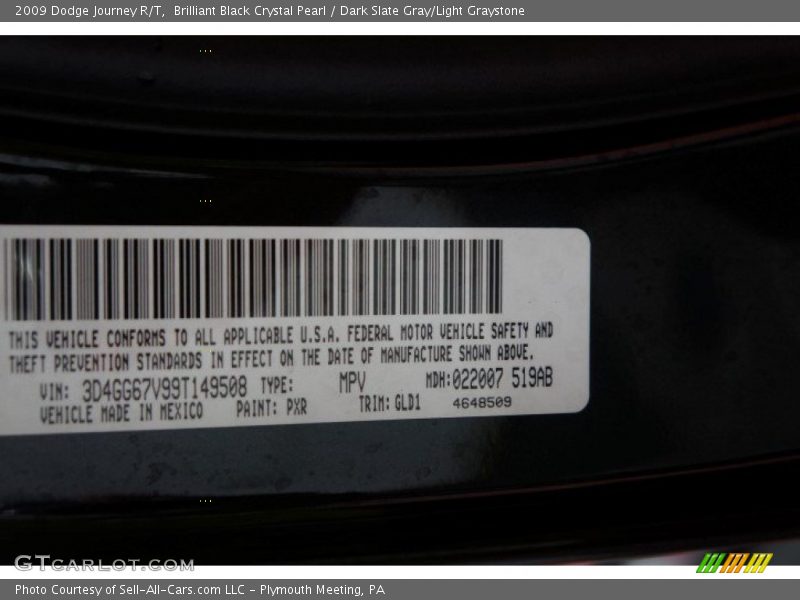 2009 Dodge Journey R/T, Brilliant Black Crystal Pearl / Dark Slate Gray/Light Graystone
THIS VEHICLE CONFORMS TO ALL APPLICABLE U.S.A. FEDERAL MOTOR VEHICLE SAFETY AND
THEFT PREVENTION STANDARDS IN EFFECT ON THE DATE OF MANUFACTURE SHOWN ABOVE.
VIN: 3D4GG67V99T149508 TYPE: MPV MDH:022007 519AB
VEHICLE MADE IN MEXICO PAINT: PXR TRIM: GLD1 4648509
GTCARLOT.COM
Photo Courtesy of Sell-All-Cars.com LLC - Plymouth Meeting, PA